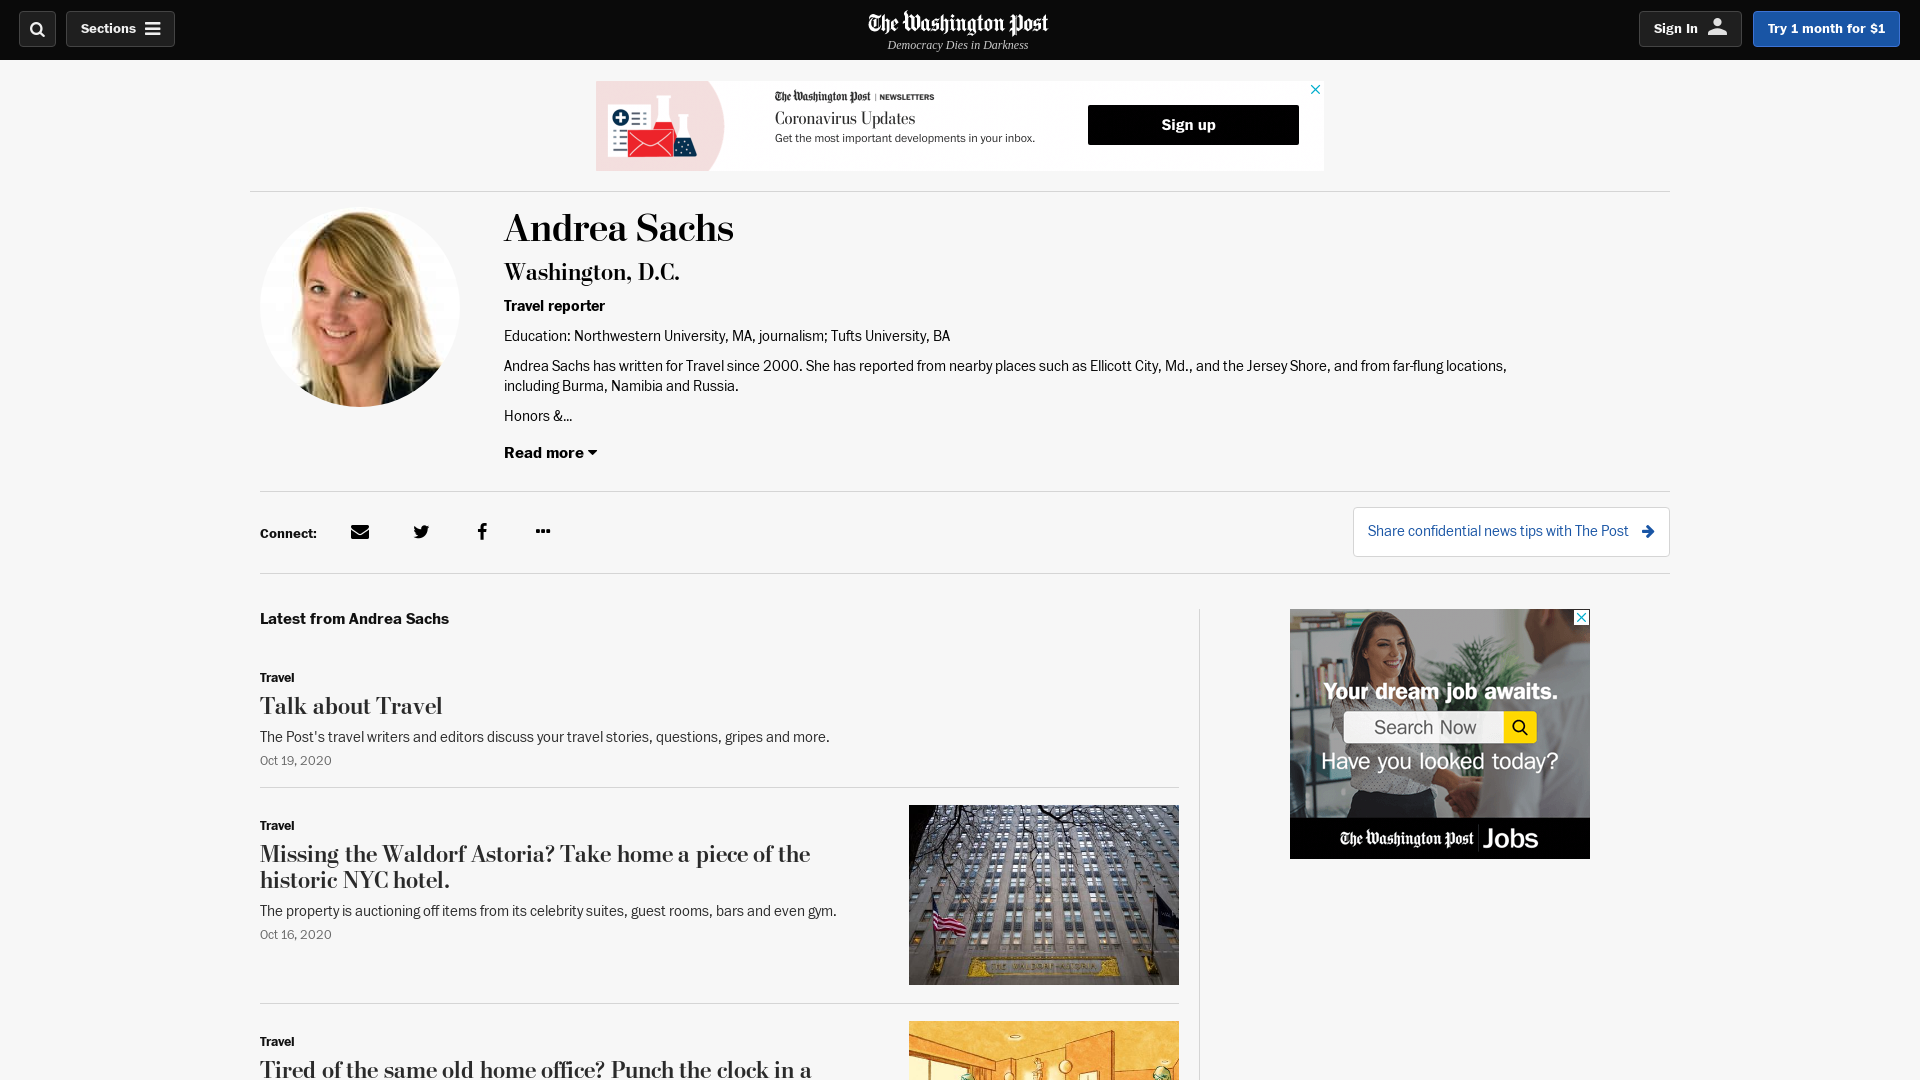 Sections
The Washington Post
Democracy Dies in Darkness
Sign In
Try 1 month for $1
The Washington Post | NEWSLETTERS
Coronavirus Updates
Get the most important developments in your inbox.
Sign up
Andrea Sachs
Washington, D.C.
Travel reporter
Education: Northwestern University, MA, journalism; Tufts University, BA
Andrea Sachs has written for Travel since 2000. She has reported from nearby places such as Ellicott City, Md., and the Jersey Shore, and from far-flung locations,
including Burma, Namibia and Russia.
Honors &...
Read more
Connect:
Share confidential news tips with The Post
Latest from Andrea Sachs
Travel
Talk about Travel
The Post's travel writers and editors discuss your travel stories, questions, gripes and more.
Oct 19, 2020
Travel
Missing the Waldorf Astoria? Take home a piece of the
historic NYC hotel.
The property is auctioning off items from its celebrity suites, guest rooms, bars and even gym.
Oct 16, 2020
THE WALDORF-ASTORIA
Travel
Tired of the same old home office? Punch the clock in a
Your dream job awaits.
Search Now
Have you looked today?
The Washington Post Jobs